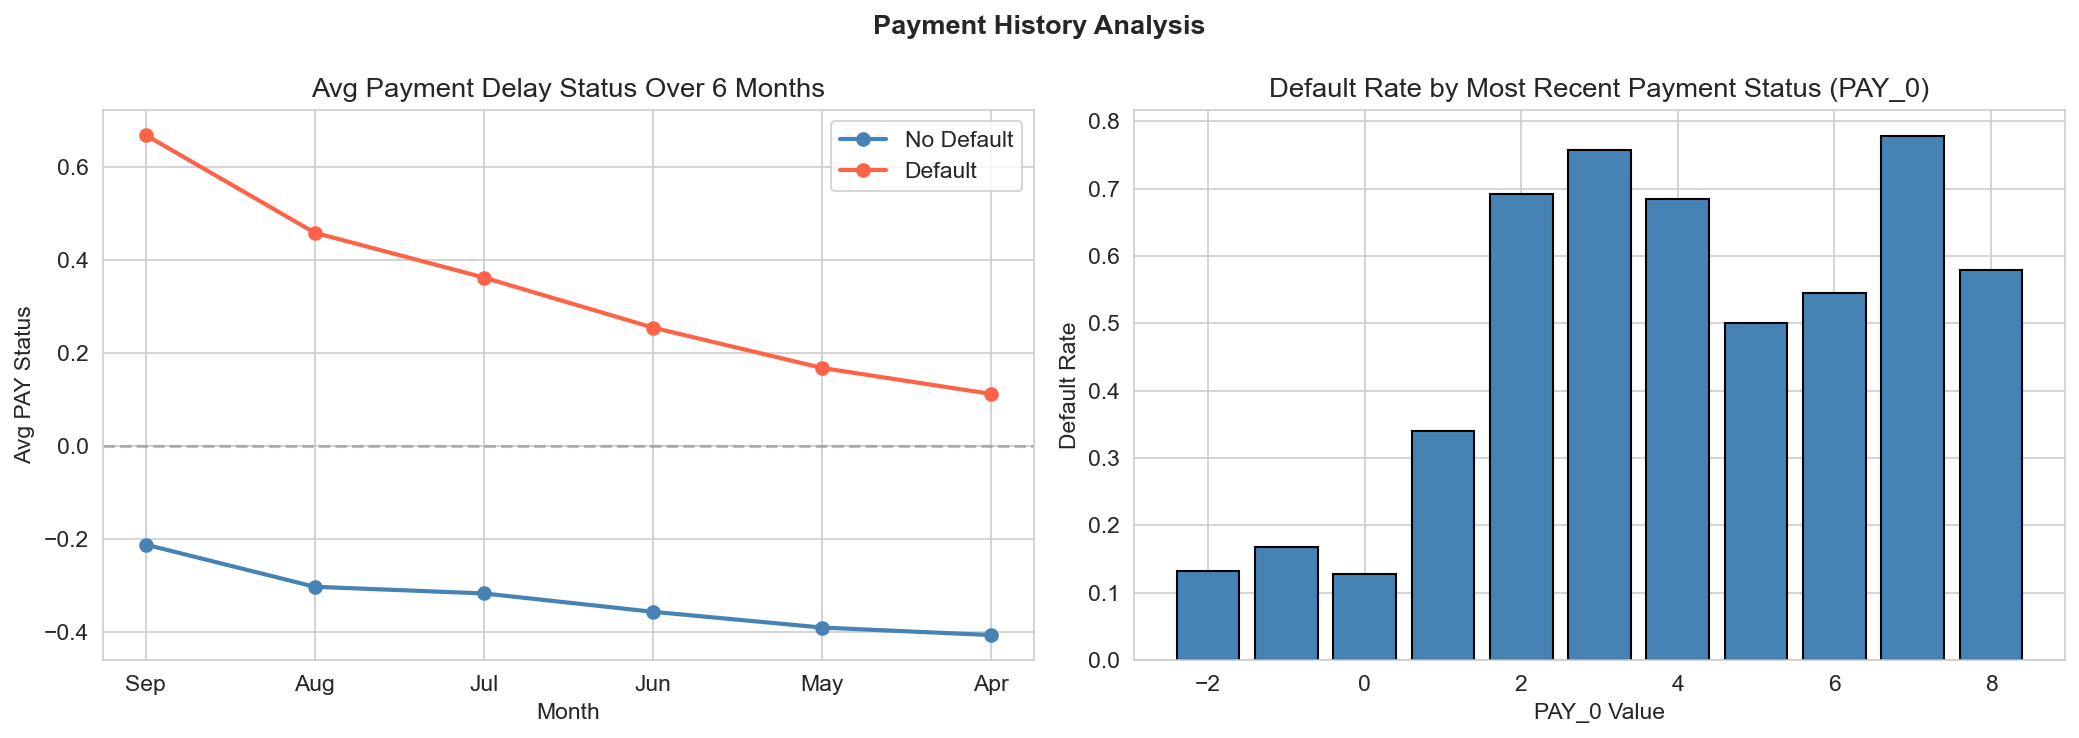 Payment History Analysis
Avg Payment Delay Status Over 6 Months
Avg PAY Status
0.6
0.4
0.2
0.0
−0.2
−0.4
No Default
Default
Sep Aug Jul Jun May Apr
Month
Default Rate by Most Recent Payment Status (PAY_0)
Default Rate
0.8
0.7
0.6
0.5
0.4
0.3
0.2
0.1
0.0
−2 0 2 4 6 8
PAY_0 Value